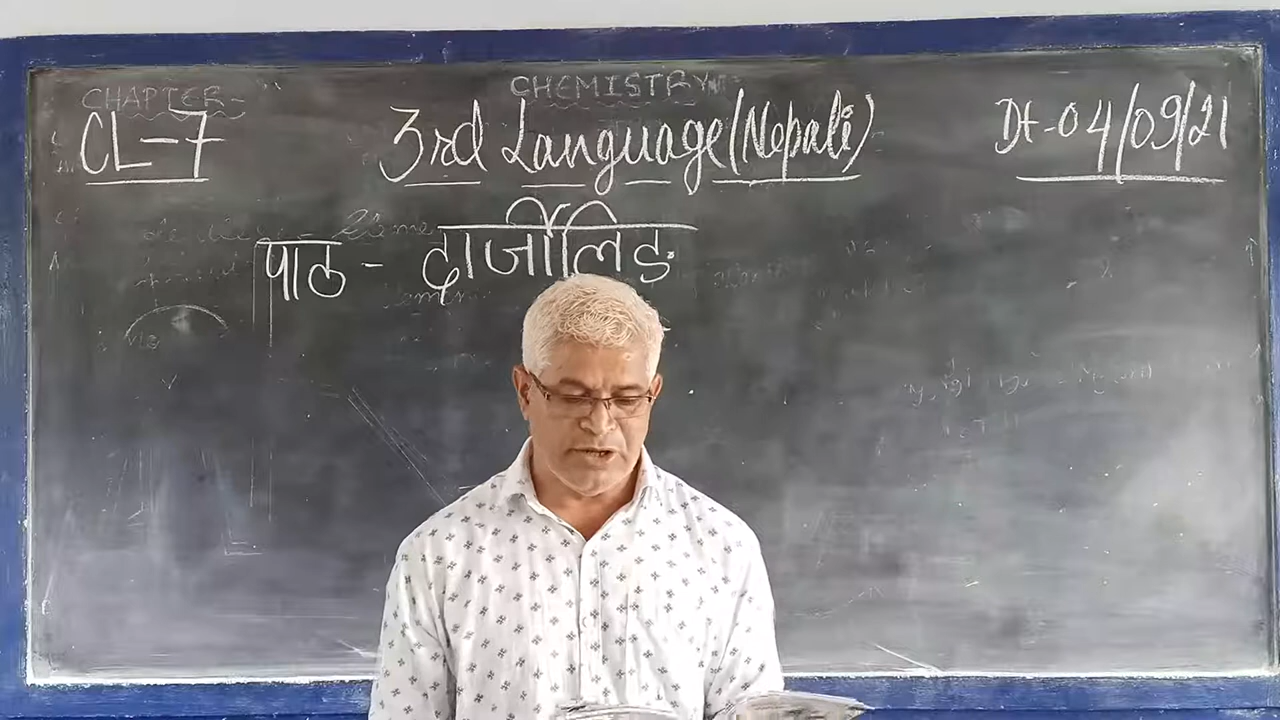 CHEMISTRY
CHAPTER-
CL-7 3rd Language (Nepali) Dt-04/09/21
पाठ - दार्जीलिङ